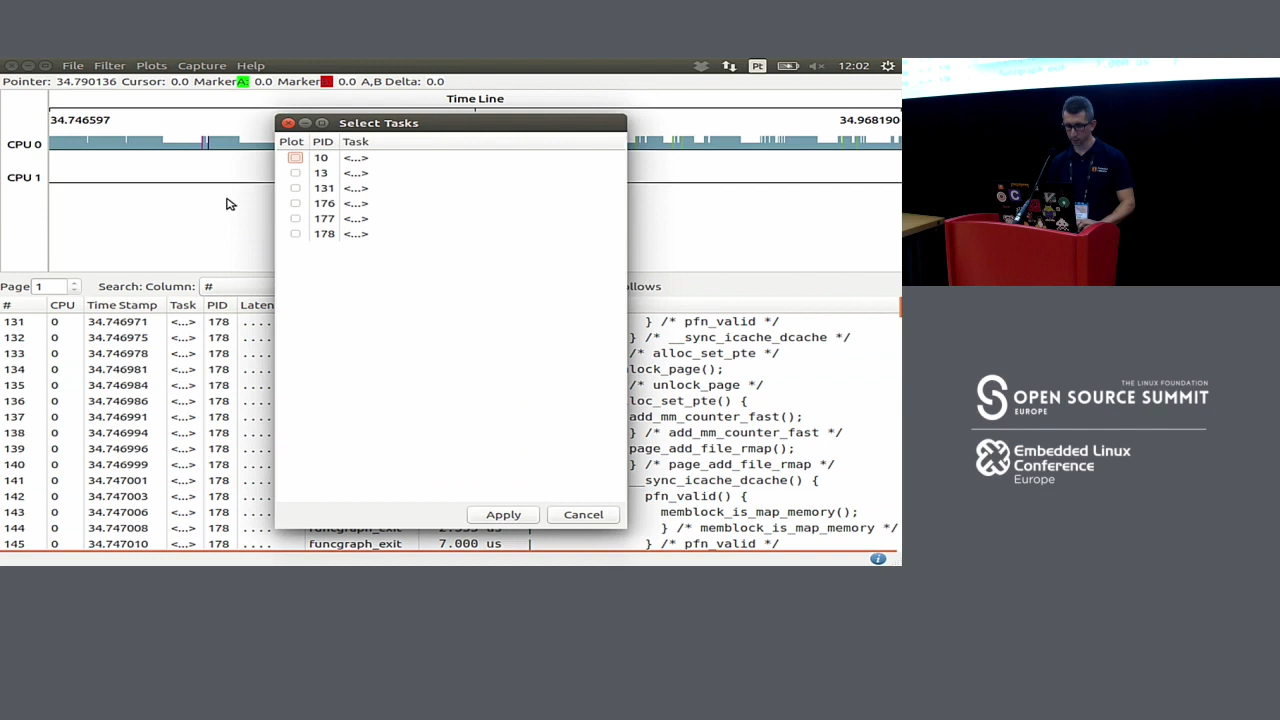 File Filter Plots Capture Help
Pt 12:02
Pointer: 34.790136 Cursor: 0.0 MarkerA: 0.0 Marker 0.0 A,B Delta: 0.0
Time Line
34.746597
34.968190
CPU 0
CPU 1
Select Tasks
Plot PID Task
10 <...>
13 <...>
131 <...>
176 <...>
177 <...>
178 <...>
Apply Cancel
Page 1 Search: Column: # llows
# CPU Time Stamp Task PID Laten
131 0 34.746971 <...> 178 .... } /* pfn_valid */
132 0 34.746975 <...> 178 .... } /* __sync_icache_dcache */
133 0 34.746978 <...> 178 .... /* alloc_set_pte */
134 0 34.746981 <...> 178 .... lock_page();
135 0 34.746984 <...> 178 .... /* unlock_page */
136 0 34.746986 <...> 178 .... loc_set_pte() {
137 0 34.746991 <...> 178 .... add_mm_counter_fast();
138 0 34.746994 <...> 178 .... } /* add_mm_counter_fast */
139 0 34.746996 <...> 178 .... page_add_file_rmap();
140 0 34.746999 <...> 178 .... } /* page_add_file_rmap */
141 0 34.747001 <...> 178 .... __sync_icache_dcache() {
142 0 34.747003 <...> 178 .... pfn_valid() {
143 0 34.747006 <...> 178 .... memblock_is_map_memory();
144 0 34.747008 <...> 178 .... } /* memblock_is_map_memory */
145 0 34.747010 <...> 178 .... funcgraph_exit 7.000 us | } /* pfn_valid */
THE LINUX FOUNDATION
OPEN SOURCE SUMMIT
EUROPE
Embedded Linux
Conference
Europe